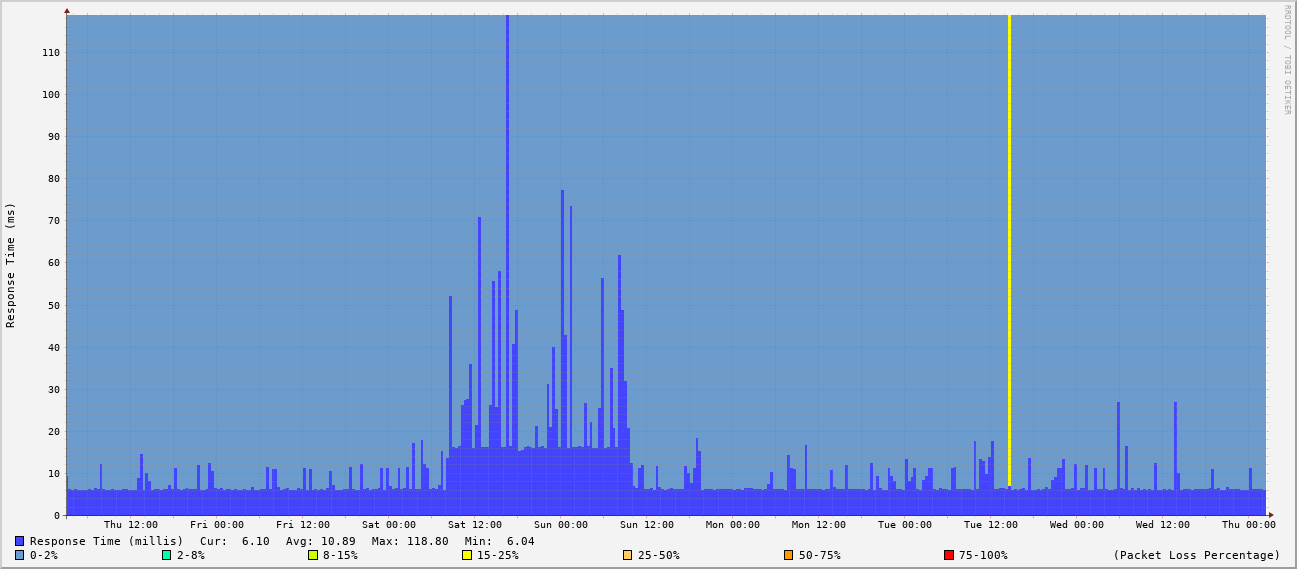 RRDTOOL / TOBI OETIKER
Response Time (ms)
110
100
90
80
70
60
50
40
30
20
10
0
Thu 12:00 Fri 00:00 Fri 12:00 Sat 00:00 Sat 12:00 Sun 00:00 Sun 12:00 Mon 00:00 Mon 12:00 Tue 00:00 Tue 12:00 Wed 00:00 Wed 12:00 Thu 00:00
Response Time (millis) Cur: 6.10 Avg: 10.89 Max: 118.80 Min: 6.04
0-2% 2-8% 8-15% 15-25% 25-50% 50-75% 75-100% (Packet Loss Percentage)